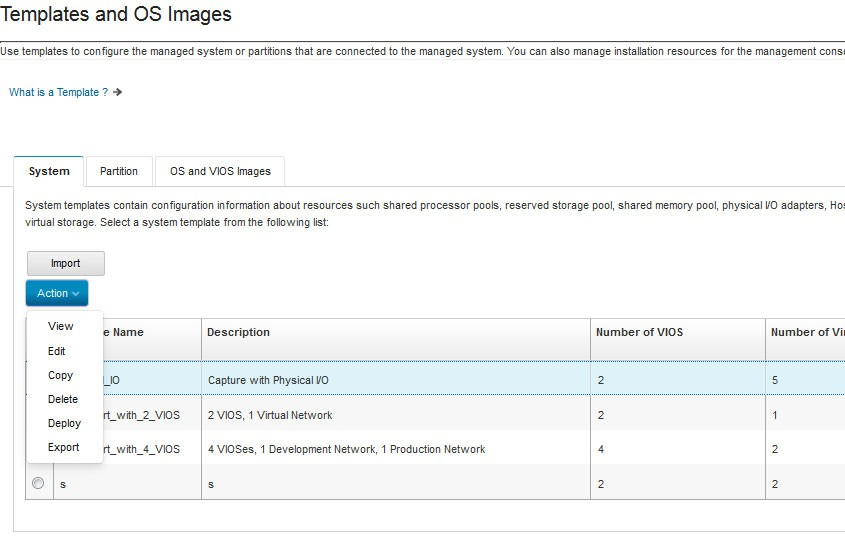 Templates and OS Images
Use templates to configure the managed system or partitions that are connected to the managed system. You can also manage installation resources for the management
What is a Template ? ➔
System Partition OS and VIOS Images
System templates contain configuration information about resources such shared processor pools, reserved storage pool, shared memory pool, physical I/O adapters,
virtual storage. Select a system template from the following list:
Import
Action
View
Edit
Copy
Delete
Deploy
Export
Name Description Number of VIOS Number of
_IO Capture with Physical I/O 2 5
rt_with_2_VIOS 2 VIOS, 1 Virtual Network 2 1
rt_with_4_VIOS 4 VIOSes, 1 Development Network, 1 Production Network 4 2
s s 2 2